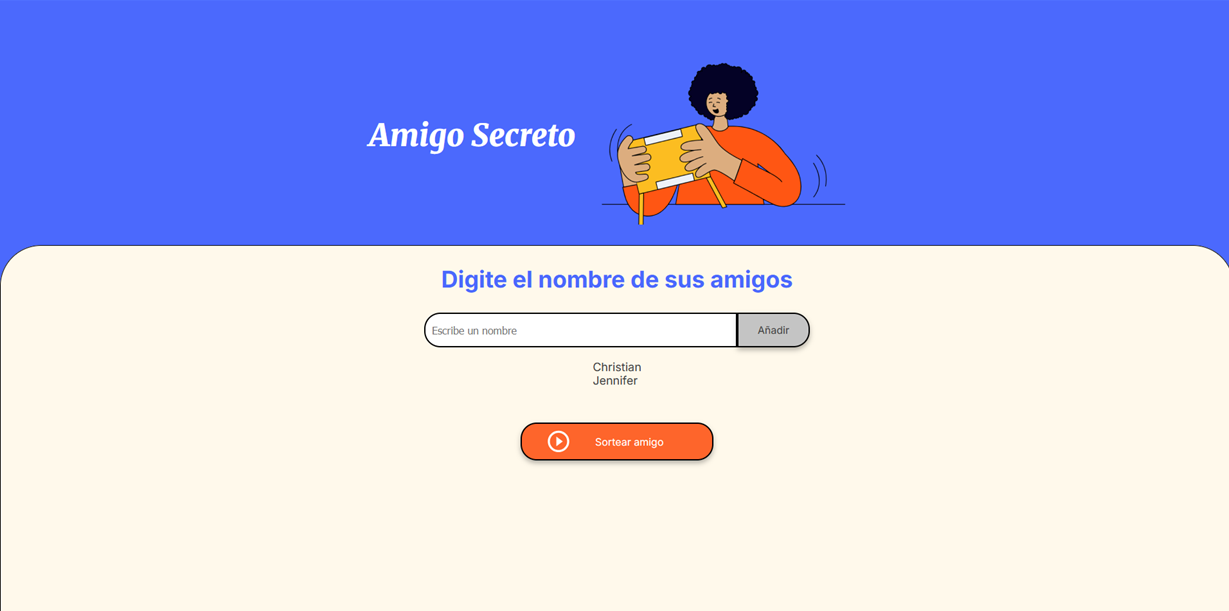 Amigo Secreto
Digite el nombre de sus amigos
Escribe un nombre
Añadir
Christian
Jennifer
Sortear amigo